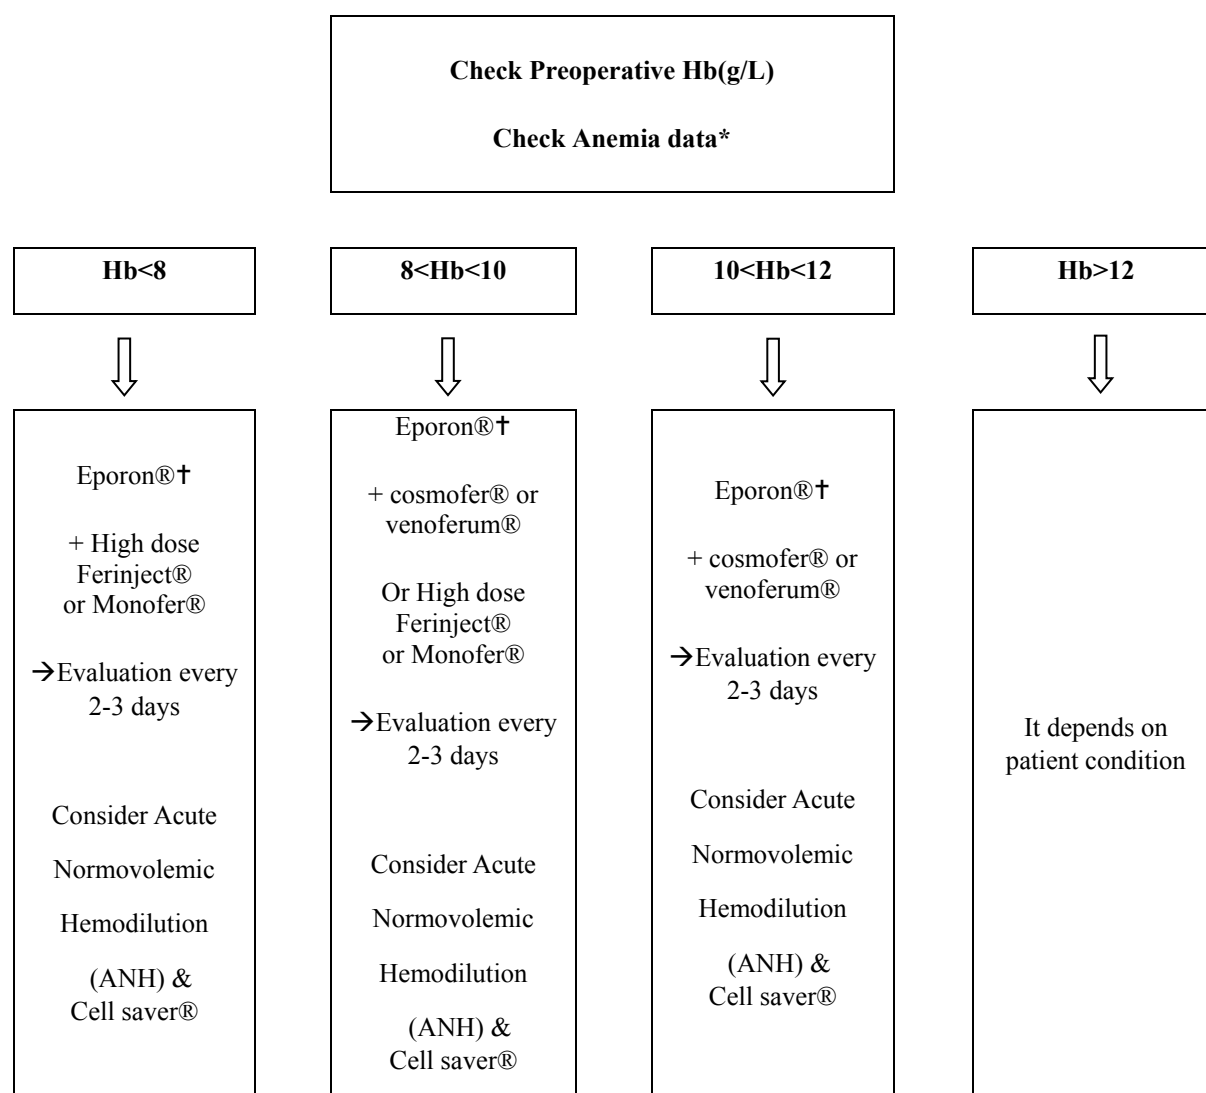 Check Preoperative Hb(g/L)
Check Anemia data*
Hb<8
8<Hb<10
10<Hb<12
Hb>12
Eporon®✝
+ High dose
Ferinject®
or Monofer®
→Evaluation every
2-3 days
Consider Acute
Normovolemic
Hemodilution
(ANH) &
Cell saver®
Eporon®✝
+ cosmofer® or
venoferum®
Or High dose
Ferinject®
or Monofer®
→Evaluation every
2-3 days
Consider Acute
Normovolemic
Hemodilution
(ANH) &
Cell saver®
Eporon®✝
+ cosmofer® or
venoferum®
→Evaluation every
2-3 days
Consider Acute
Normovolemic
Hemodilution
(ANH) &
Cell saver®
It depends on
patient condition